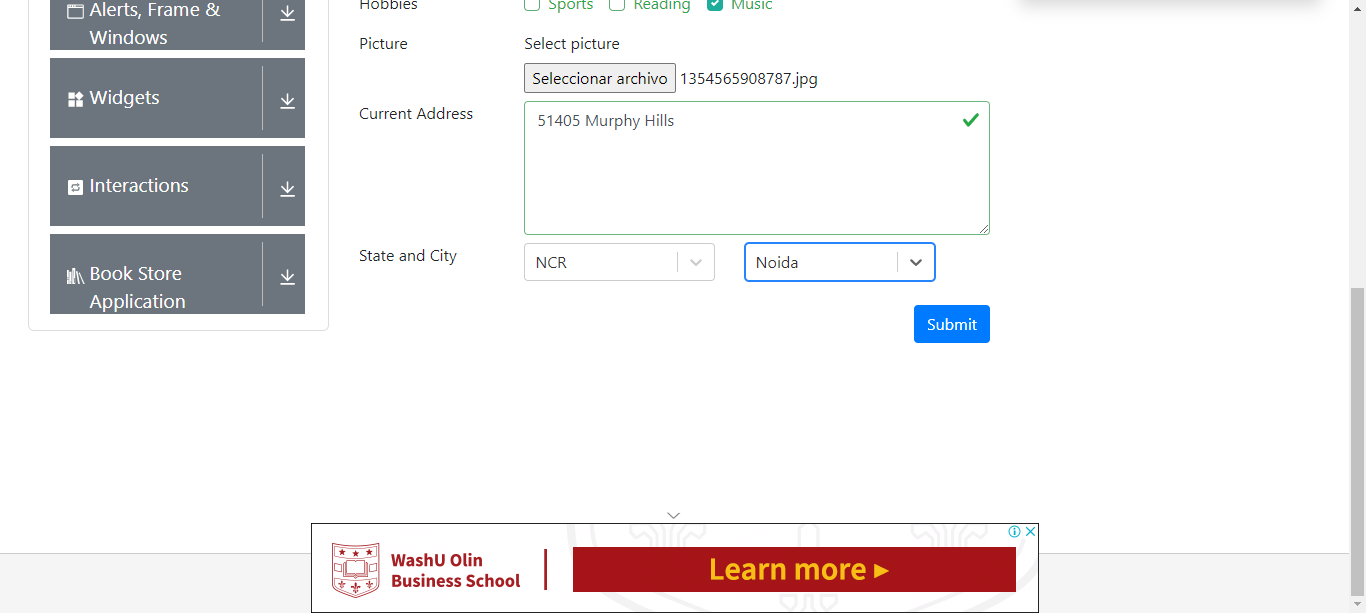 Alerts, Frame &
Windows
Widgets
Interactions
Book Store
Application
Hobbies
Sports Reading Music
Picture
Select picture
Seleccionar archivo 1354565908787.jpg
Current Address
51405 Murphy Hills
State and City
NCR
Noida
Submit
WashU Olin
Business School
Learn more ►